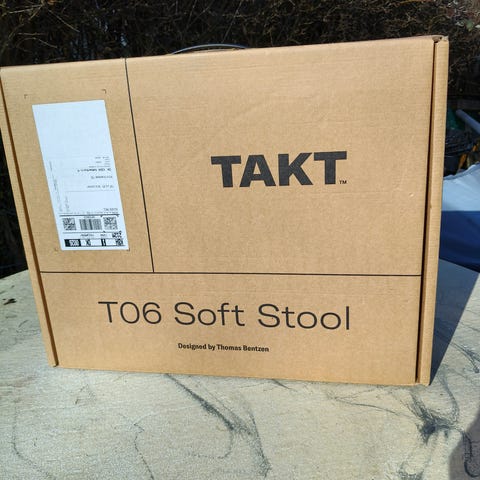 TAKT™
T06 Soft Stool
Designed by Thomas Bentzen